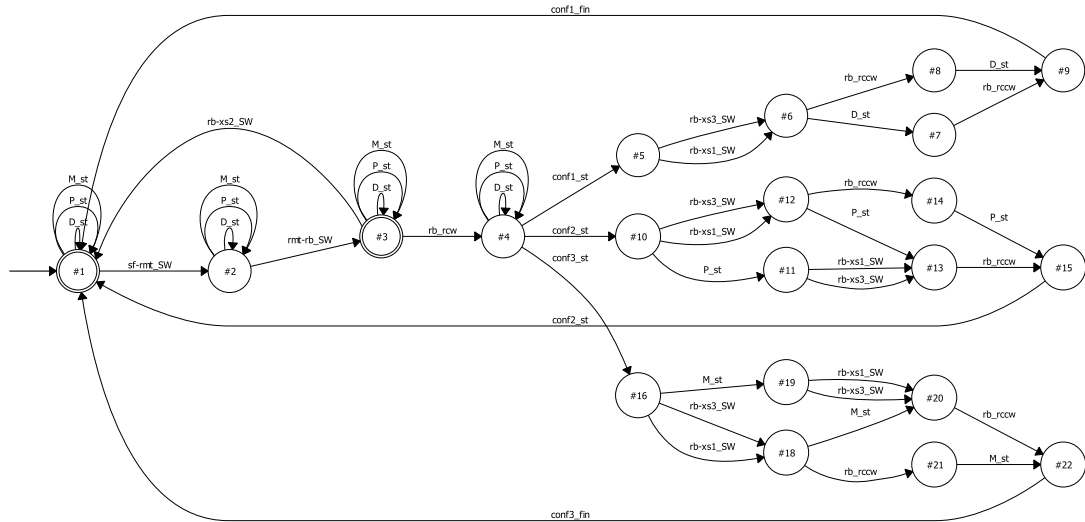 conf1_fin
#8
D_st
#9
rb_rccw
rb_rccw
rb-xs3_SW
#6
D_st
#7
rb-xs2_SW
rb-xs1_SW
#5
M_st
P_st
D_st
M_st
P_st
D_st
conf1_st
M_st
P_st
D_st
M_st
P_st
D_st
rb-xs3_SW
#12
rb_rccw
#14
rb-xs1_SW
P_st
P_st
#3
rb_rcw
#4
conf2_st
#10
rmt-rb_SW
conf3_st
rb-xs1_SW
rb_rccw
#1
sf-rmt_SW
#2
P_st
#11
#13
#15
rb-xs3_SW
conf2_st
rb-xs1_SW
M_st
#19
rb-xs3_SW
#16
#20
rb-xs3_SW
M_st
rb_rccw
rb-xs1_SW
#18
M_st
rb_rccw
#21
#22
conf3_fin